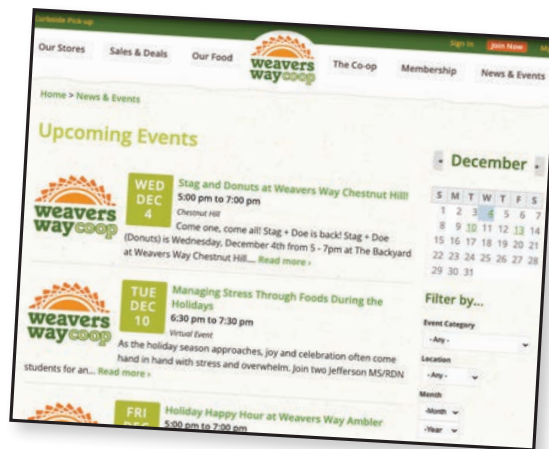 Curbside Pick-up
Sign In Join Now
Our Stores Sales & Deals Our Food weavers way coop The Co-op Membership News & Events
Home > News & Events
Upcoming Events
weavers way coop
WED DEC 4
Stag and Donuts at Weavers Way Chestnut Hill!
5:00 pm to 7:00 pm
Chestnut Hill
Come one, come all! Stag + Doe is back! Stag + Doe
(Donuts) is Wednesday, December 4th from 5 - 7pm at The Backyard
at Weavers Way Chestnut Hill.... Read more ›
weavers way coop
TUE DEC 10
Managing Stress Through Foods During the
Holidays
6:30 pm to 7:30 pm
Virtual Event
As the holiday season approaches, joy and celebration often come
hand in hand with stress and overwhelm. Join two Jefferson MS/RDN
students for an... Read more ›
FRI DEC
Holiday Happy Hour at Weavers Way Ambler
5:00 pm to 7:00 pm
December
S M T W T F S
1 2 3 4 5 6 7
8 9 10 11 12 13 14
15 16 17 18 19 20 21
22 23 24 25 26 27 28
29 30 31
Filter by...
Event Category
- Any -
Location
- Any -
Month
-Month
-Year